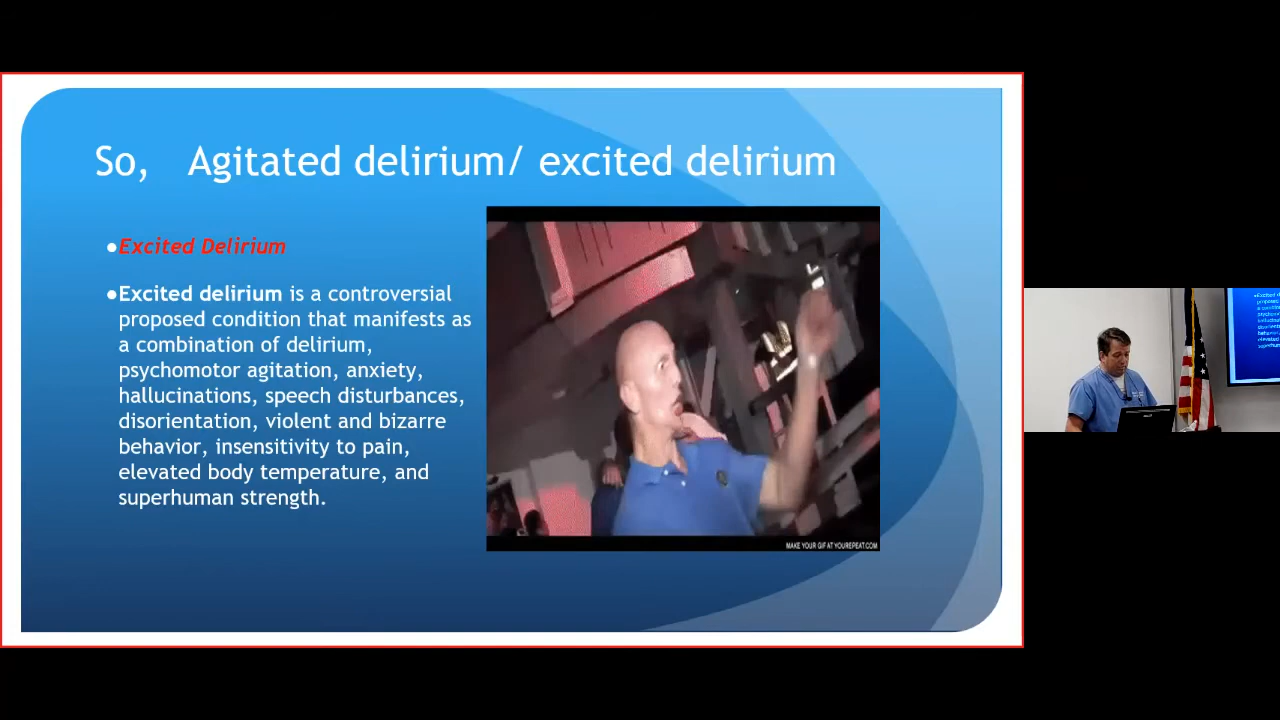 So, Agitated delirium/ excited delirium
●Excited Delirium
●Excited delirium is a controversial
proposed condition that manifests as
a combination of delirium,
psychomotor agitation, anxiety,
hallucinations, speech disturbances,
disorientation, violent and bizarre
behavior, insensitivity to pain,
elevated body temperature, and
superhuman strength.
MAKE YOUR GIF AT YOUREPEAT.COM